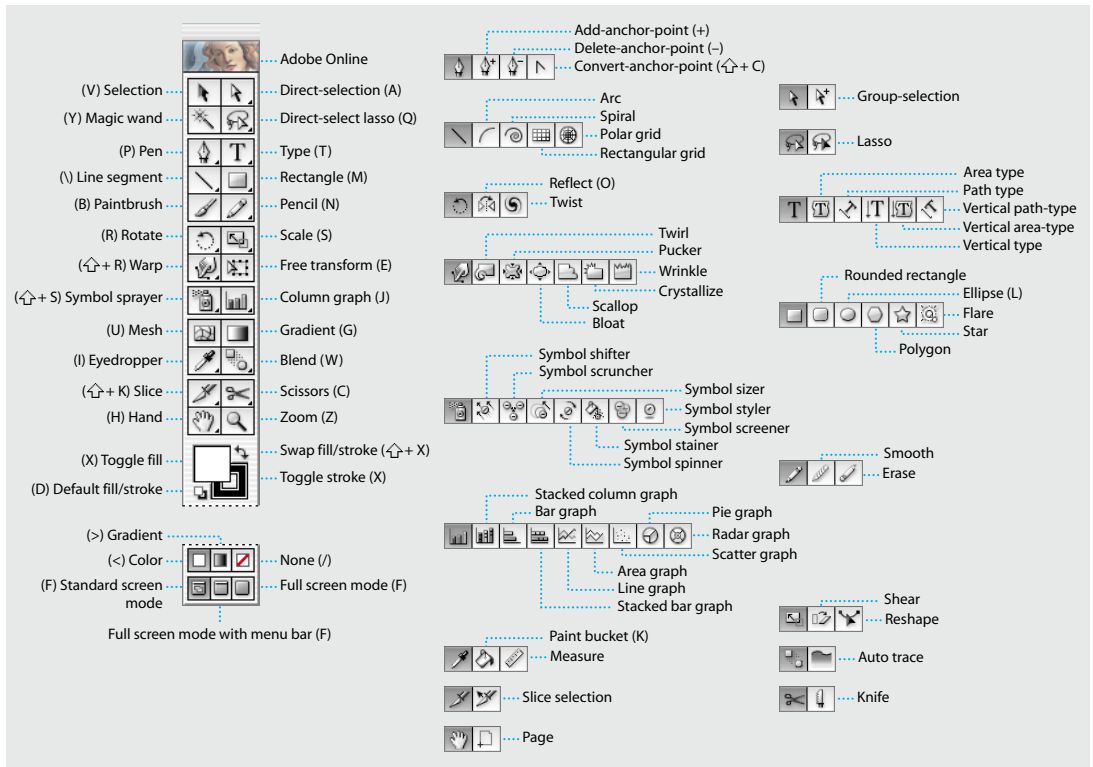 Adobe Online
(V) Selection
Direct-selection (A)
(Y) Magic wand
Direct-select lasso (Q)
(P) Pen
Type (T)
(\) Line segment
Rectangle (M)
(B) Paintbrush
Pencil (N)
(R) Rotate
Scale (S)
(⇧+ R) Warp
Free transform (E)
(⇧+ S) Symbol sprayer
Column graph (J)
(U) Mesh
Gradient (G)
(I) Eyedropper
Blend (W)
(⇧+ K) Slice
Scissors (C)
(H) Hand
Zoom (Z)
Swap fill/stroke (⇧+ X)
(X) Toggle fill
Toggle stroke (X)
(D) Default fill/stroke
(>) Gradient
(<) Color
None (/)
(F) Standard screen
mode
Full screen mode (F)
Full screen mode with menu bar (F)
Add-anchor-point (+)
Delete-anchor-point (–)
Convert-anchor-point (⇧+ C)
Arc
Spiral
Polar grid
Rectangular grid
Reflect (O)
Twist
Twirl
Pucker
Wrinkle
Crystallize
Scallop
Bloat
Symbol shifter
Symbol scruncher
Symbol sizer
Symbol styler
Symbol screener
Symbol stainer
Symbol spinner
Stacked column graph
Bar graph
Pie graph
Radar graph
Scatter graph
Area graph
Line graph
Stacked bar graph
Paint bucket (K)
Measure
Slice selection
Page
Group-selection
Lasso
Area type
Path type
Vertical path-type
Vertical area-type
Vertical type
Rounded rectangle
Ellipse (L)
Flare
Star
Polygon
Smooth
Erase
Shear
Reshape
Auto trace
Knife